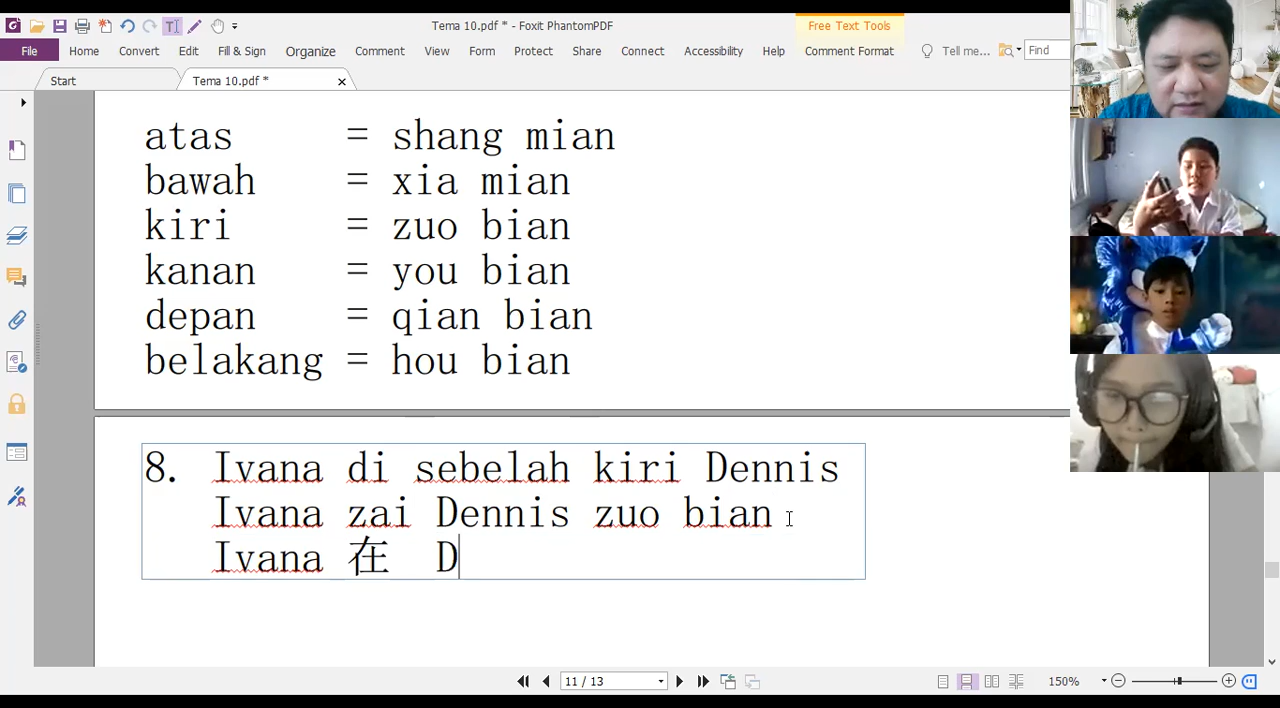 Tema 10.pdf * - Foxit PhantomPDF
Free Text Tools
File Home Convert Edit Fill & Sign Organize Comment View Form Protect Share Connect Accessibility Help Comment Format Tell me... Find
Start Tema 10.pdf *
atas = shang mian
bawah = xia mian
kiri = zuo bian
kanan = you bian
depan = qian bian
belakang = hou bian
8. Ivana di sebelah kiri Dennis
Ivana zai Dennis zuo bian
Ivana 在 D
11 / 13
150%